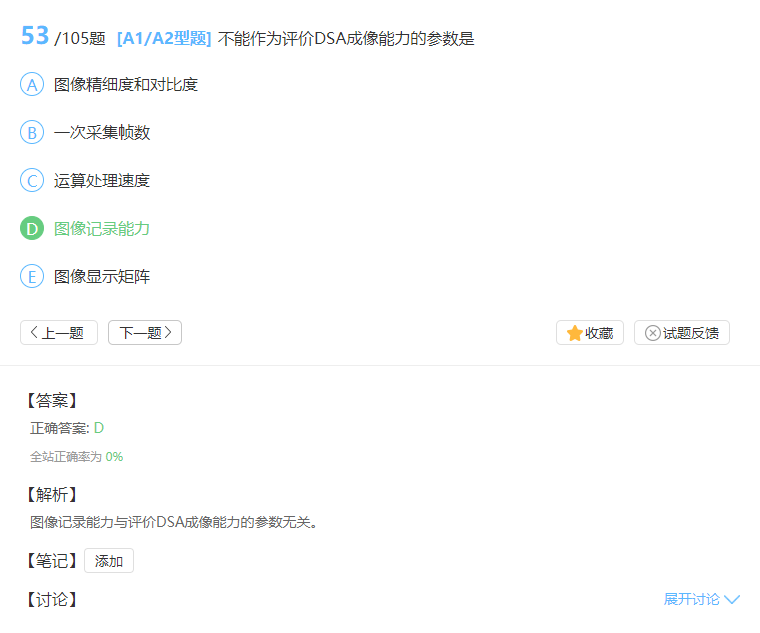 53 /105题 [A1/A2型题] 不能作为评价DSA成像能力的参数是
A 图像精细度和对比度
B 一次采集帧数
C 运算处理速度
D 图像记录能力
E 图像显示矩阵
上一题 下一题 收藏 试题反馈
【答案】
正确答案: D
全站正确率为 0%
【解析】
图像记录能力与评价DSA成像能力的参数无关。
【笔记】 添加
【讨论】 展开讨论